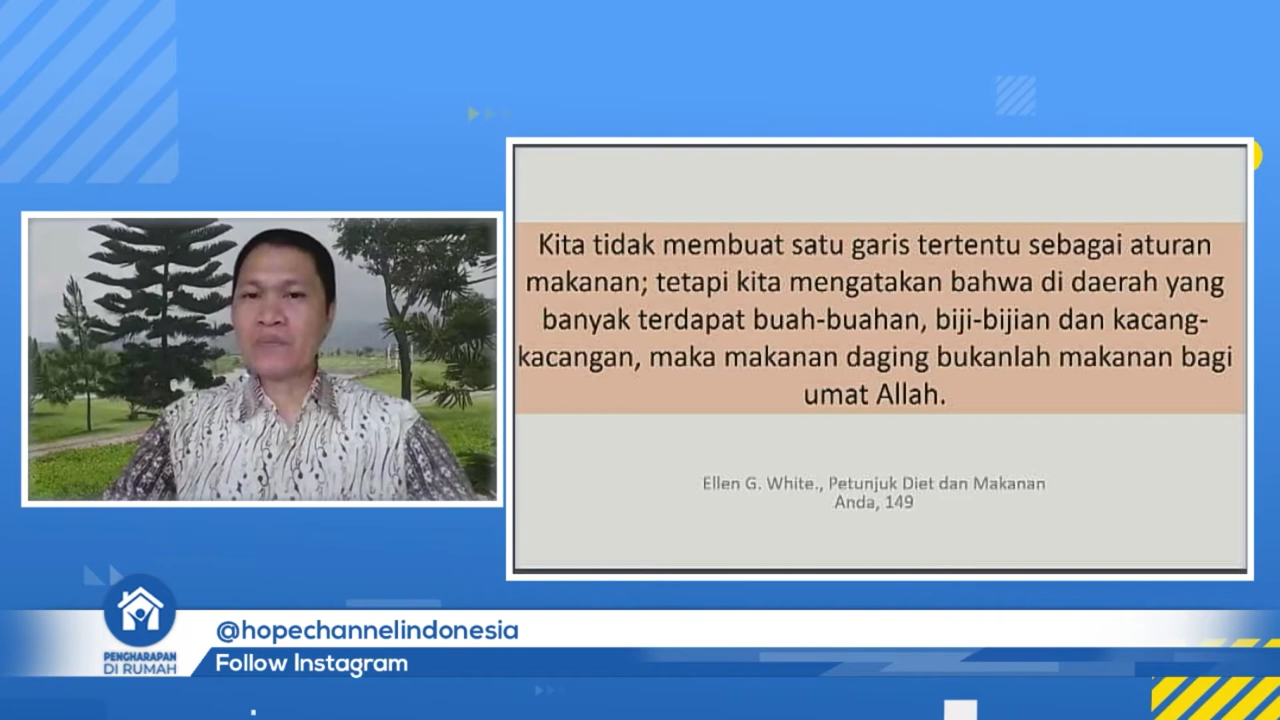 Kita tidak membuat satu garis tertentu sebagai aturan
makanan; tetapi kita mengatakan bahwa di daerah yang
banyak terdapat buah-buahan, biji-bijian dan kacang-
kacangan, maka makanan daging bukanlah makanan bagi
umat Allah.
Ellen G. White., Petunjuk Diet dan Makanan
Anda, 149
@hopechannelindonesia
Follow Instagram
PENGHARAPAN
DI RUMAH